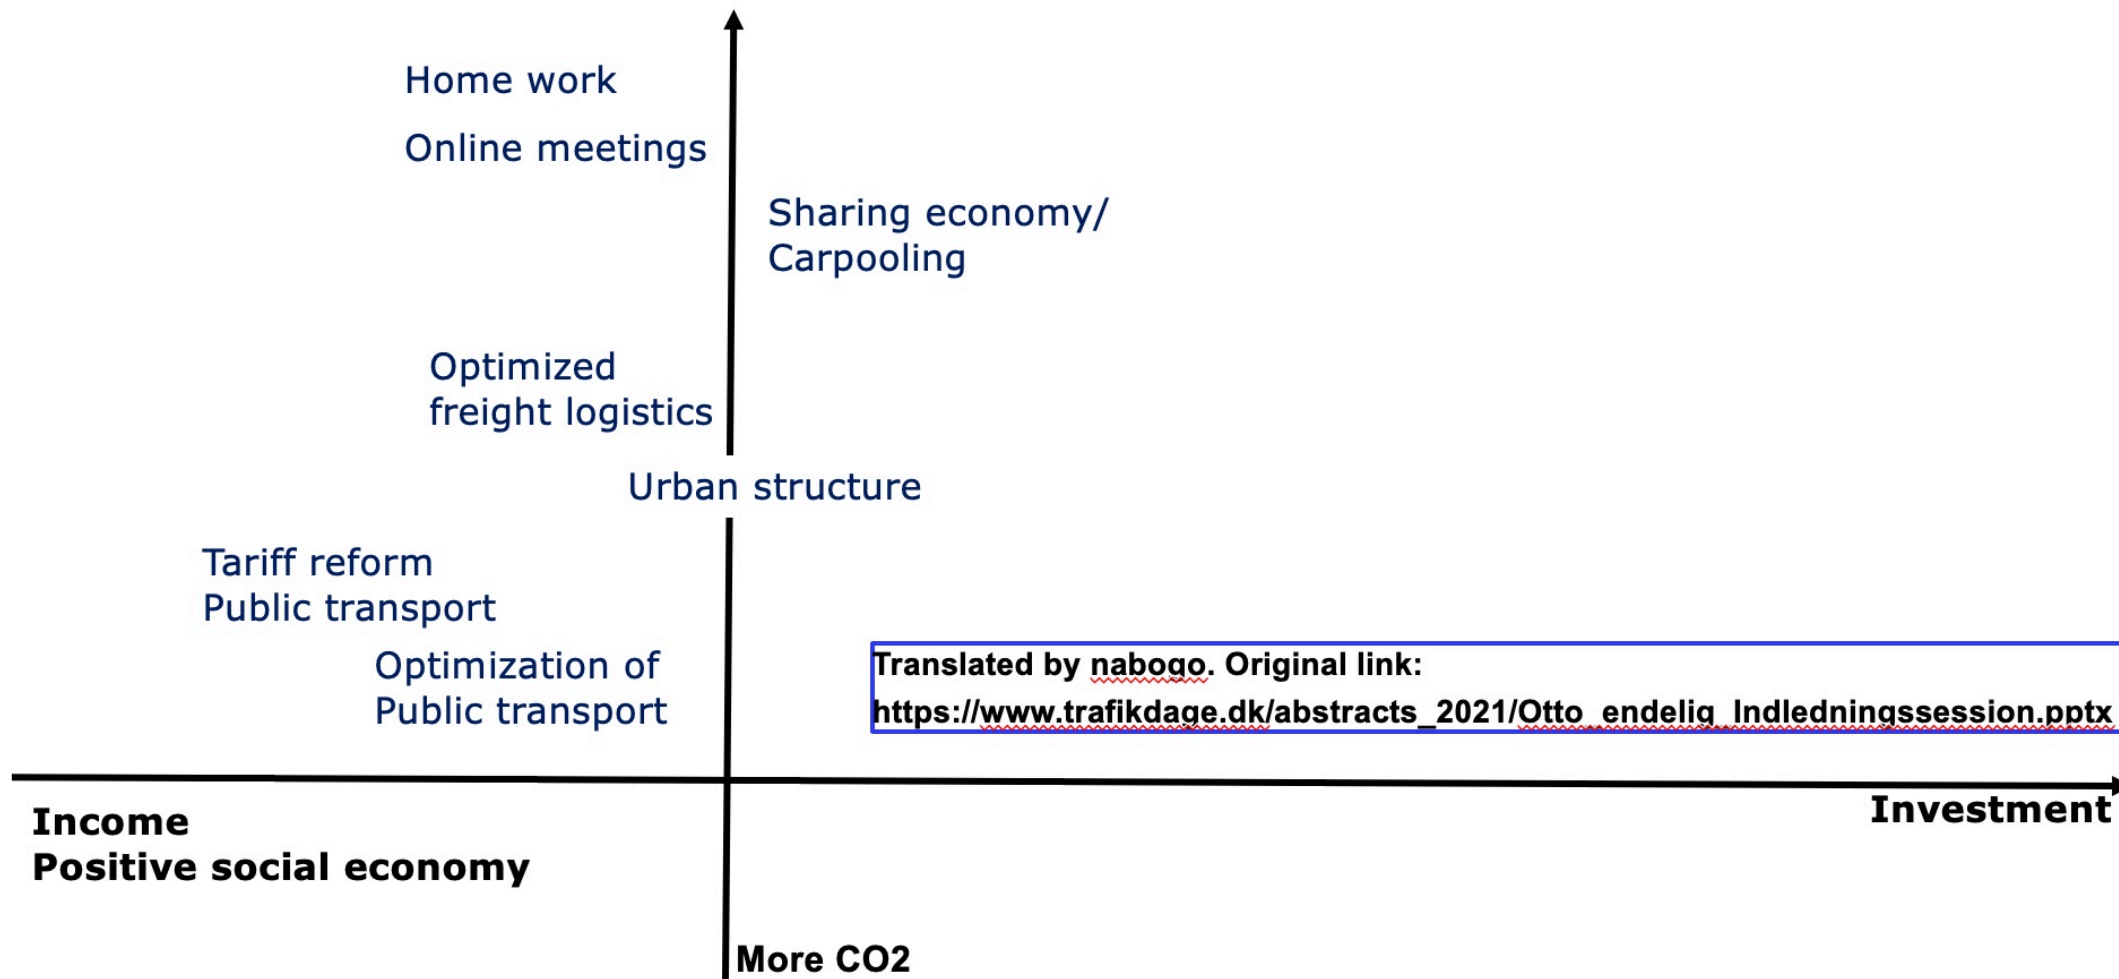 Home work
Online meetings
Sharing economy/
Carpooling
Optimized
freight logistics
Urban structure
Tariff reform
Public transport
Optimization of
Public transport
Translated by nabogo. Original link:
https://www.trafikdage.dk/abstracts_2021/Otto_endelig_Indledningssession.pptx
Investment
Income
Positive social economy
More CO2